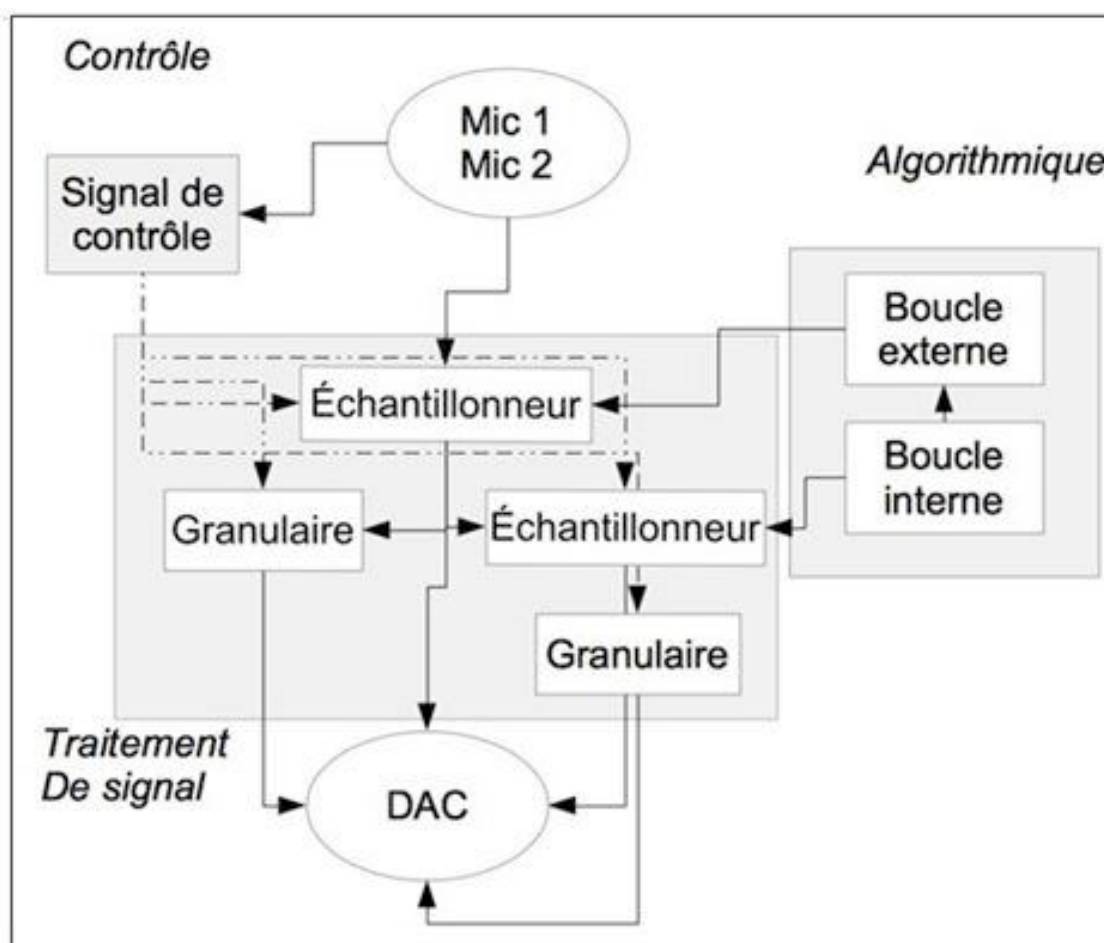 Contrôle
Mic 1
Mic 2
Algorithmique
Signal de
contrôle
Boucle
externe
Échantillonneur
Boucle
interne
Granulaire
Échantillonneur
Granulaire
Traitement
De signal
DAC